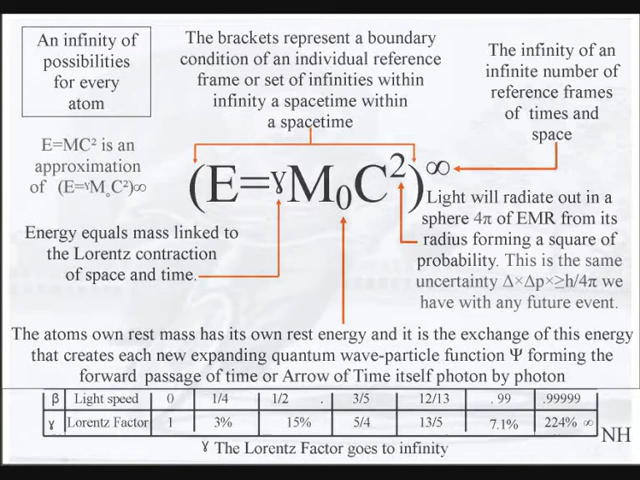 An infinity of
possibilities
for every
atom
The brackets represent a boundary
condition of an individual reference
frame or set of infinities within
infinity a spacetime within
a spacetime
The infinity of an
infinite number of
reference frames
of times and
space
E=MC² is an
approximation
of (E=ˠM˳C²)∞
(E=ɣM₀C²)∞
Energy equals mass linked to
the Lorentz contraction
of space and time.
Light will radiate out in a
sphere 4π of EMR from its
radius forming a square of
probability. This is the same
uncertainty Δ×Δp×≥h/4π we
have with any future event.
The atoms own rest mass has its own rest energy and it is the exchange of this energy
that creates each new expanding quantum wave-particle function Ψ forming the
forward passage of time or Arrow of Time itself photon by photon
β Light speed 0 1/4 1/2 . 3/5 12/13 . 99 .99999
ɣ Lorentz Factor 1 3% 15% 5/4 13/5 7.1% 224% ∞
ɣ The Lorentz Factor goes to infinity
NH